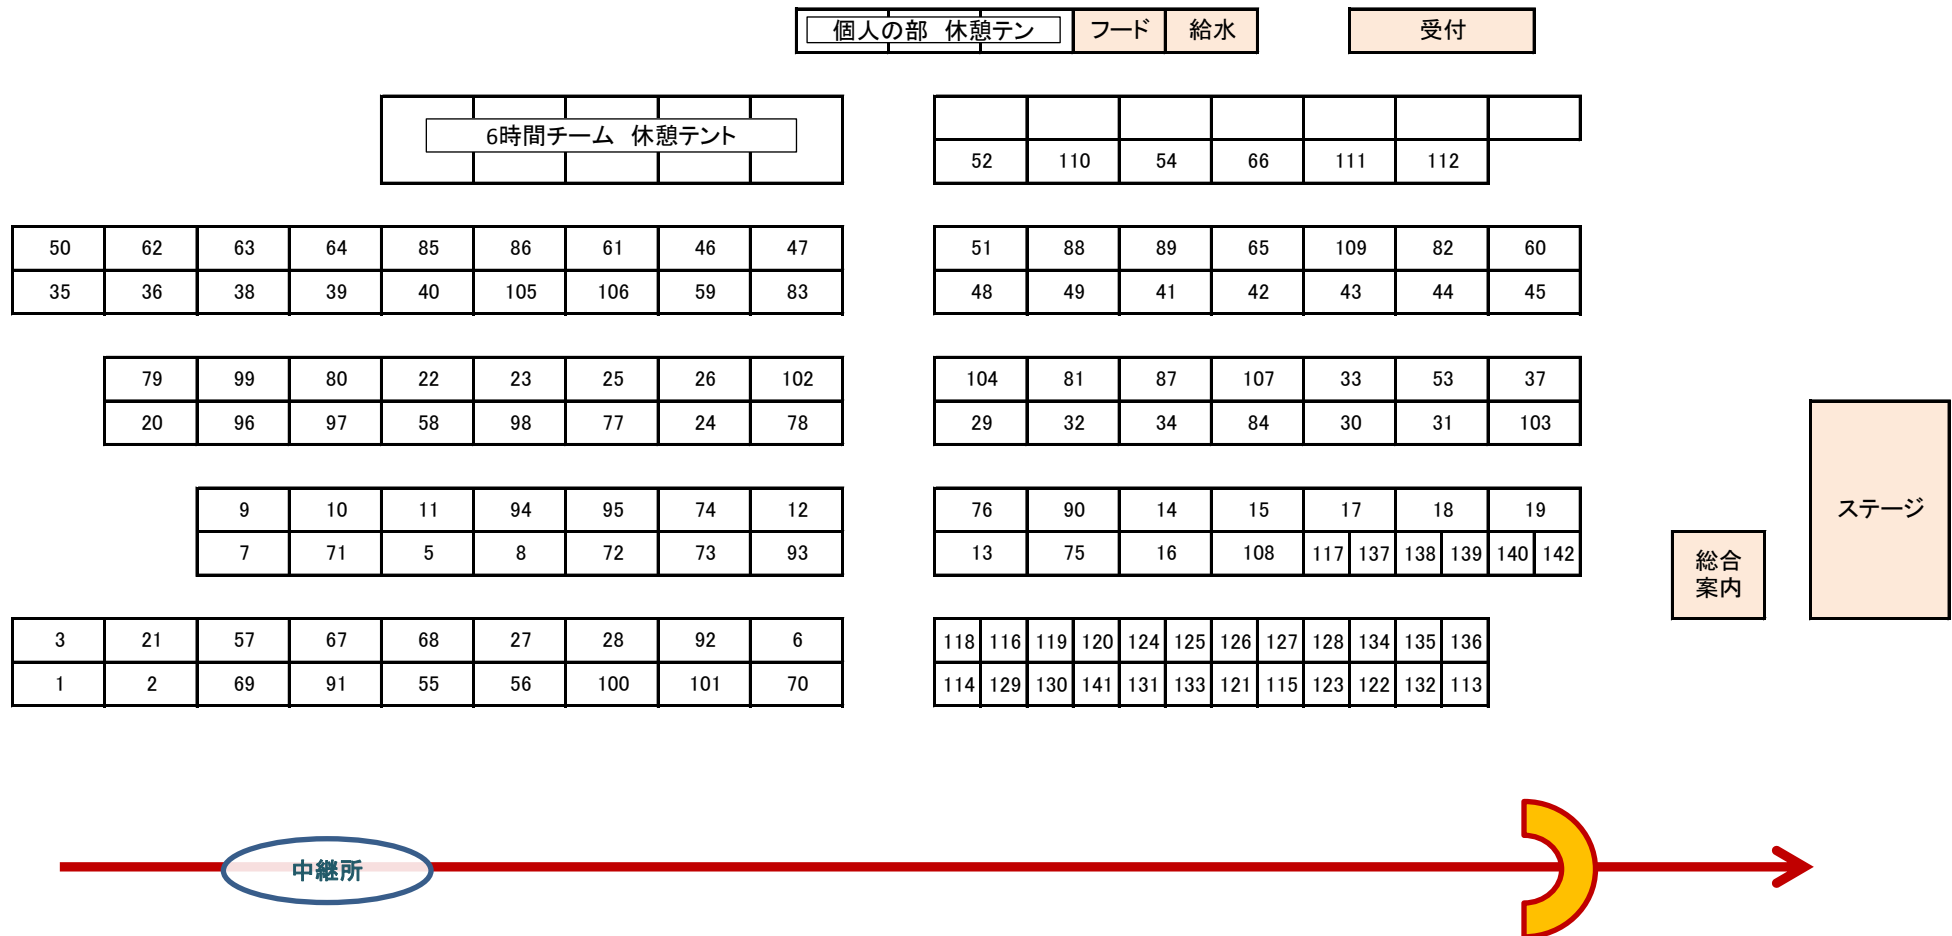 個人の部　休憩テン フード 給水 受付
6時間チーム　休憩テント
52 110 54 66 111 112
50 62 63 64 85 86 61 46 47 51 88 89 65 109 82 60
35 36 38 39 40 105 106 59 83 48 49 41 42 43 44 45
79 99 80 22 23 25 26 102 104 81 87 107 33 53 37
20 96 97 58 98 77 24 78 29 32 34 84 30 31 103
ステージ
9 10 11 94 95 74 12 76 90 14 15 17 18 19
7 71 5 8 72 73 93 13 75 16 108 117 137 138 139 140 142
総合
案内
3 21 57 67 68 27 28 92 6 118 116 119 120 124 125 126 127 128 134 135 136
1 2 69 91 55 56 100 101 70 114 129 130 141 131 133 121 115 123 122 132 113
中継所